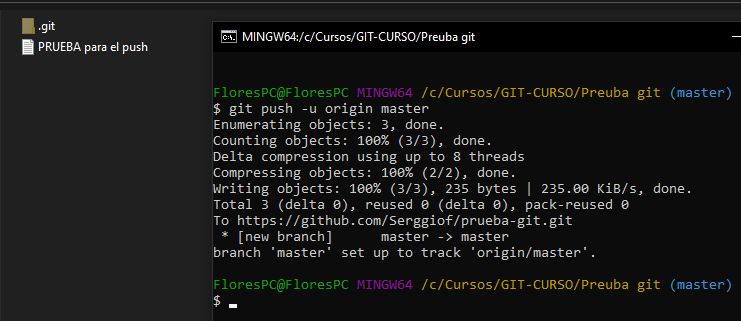 .git
PRUEBA para el push
MINGW64:/c/Cursos/GIT-CURSO/Preuba git
FloresPC@FloresPC MINGW64 /c/Cursos/GIT-CURSO/Preuba git (master)
$ git push -u origin master
Enumerating objects: 3, done.
Counting objects: 100% (3/3), done.
Delta compression using up to 8 threads
Compressing objects: 100% (2/2), done.
Writing objects: 100% (3/3), 235 bytes | 235.00 KiB/s, done.
Total 3 (delta 0), reused 0 (delta 0), pack-reused 0
To https://github.com/Serggiof/prueba-git.git
 * [new branch]      master -> master
branch 'master' set up to track 'origin/master'.
FloresPC@FloresPC MINGW64 /c/Cursos/GIT-CURSO/Preuba git (master)
$